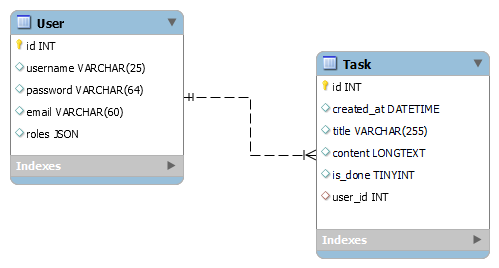 User
id INT
username VARCHAR(25)
password VARCHAR(64)
email VARCHAR(60)
roles JSON
Indexes
Task
id INT
created_at DATETIME
title VARCHAR(255)
content LONGTEXT
is_done TINYINT
user_id INT
Indexes